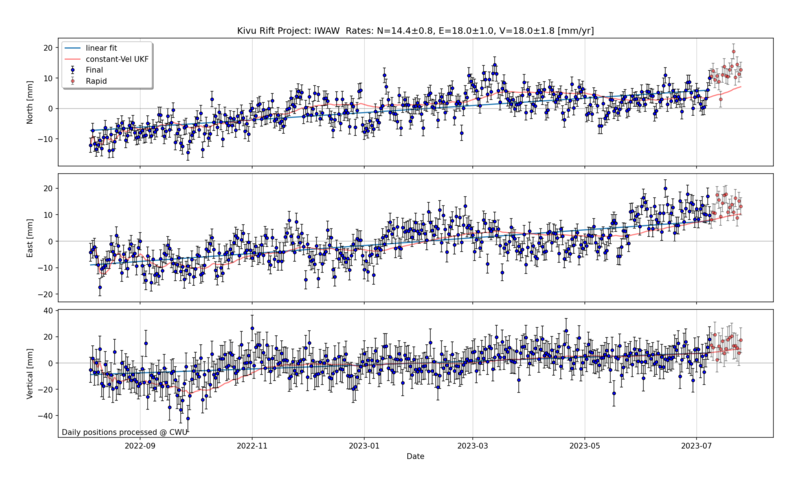 Kivu Rift Project: IWAW  Rates: N=14.4±0.8, E=18.0±1.0, V=18.0±1.8 [mm/yr]
linear fit
constant-Vel UKF
Final
Rapid
North [mm]
20
10
0
−10
East [mm]
20
10
0
−10
−20
Vertical [mm]
40
20
0
−20
−40
Daily positions processed @ CWU
2022-09
2022-11
2023-01
2023-03
2023-05
2023-07
Date